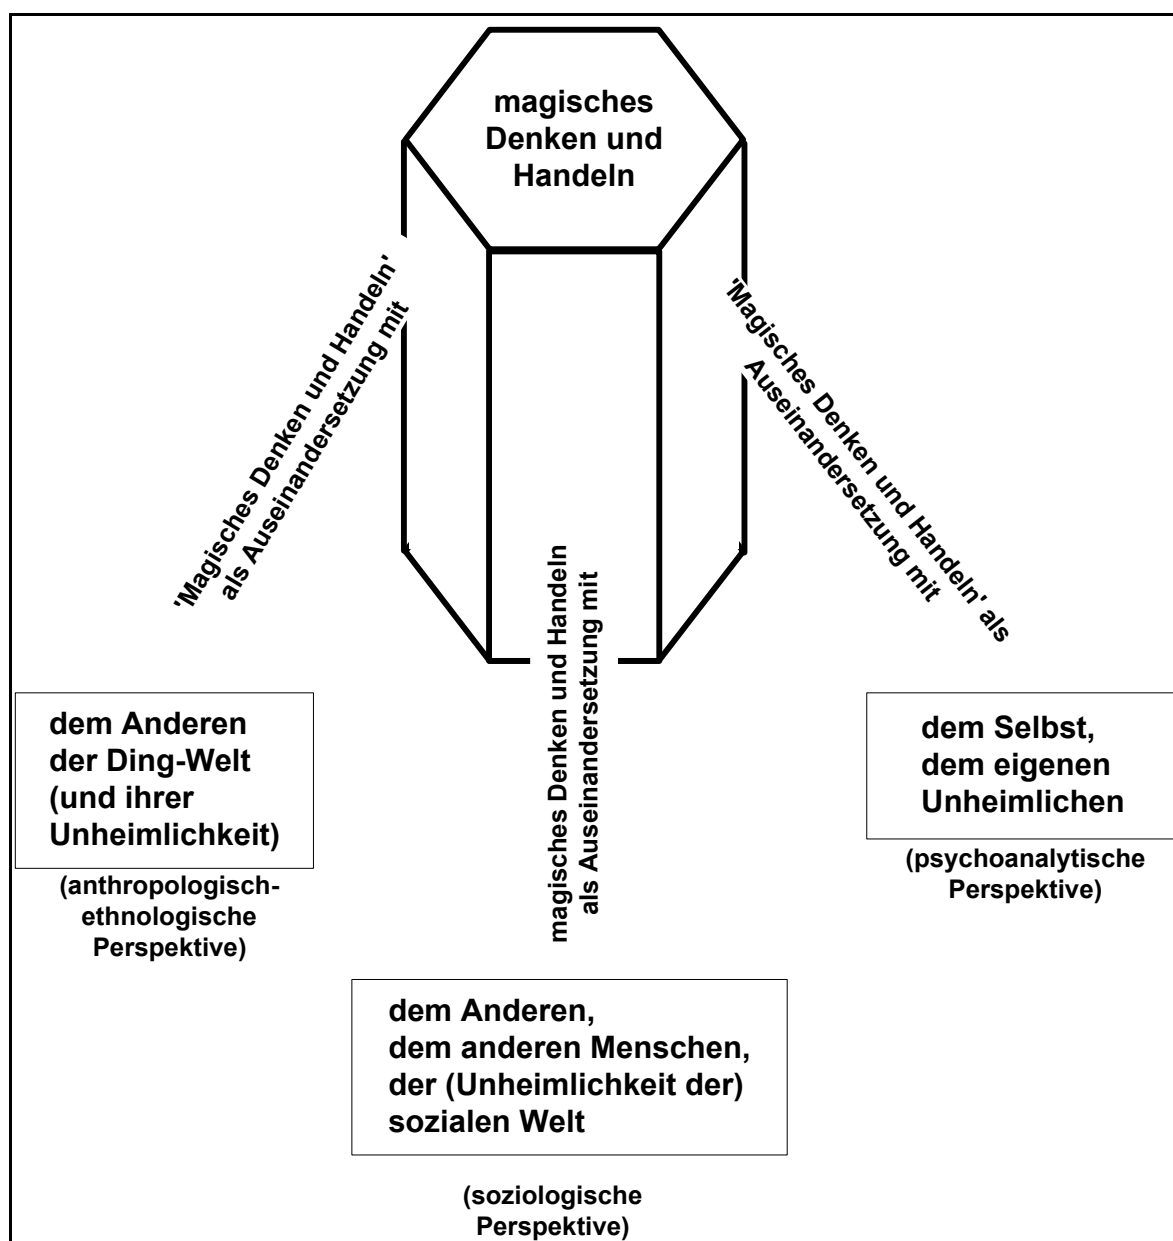 magisches
Denken und
Handeln
'Magisches Denken und Handeln'
als Auseinandersetzung mit
dem Anderen
der Ding-Welt
(und ihrer
Unheimlichkeit)
(anthropologisch-
ethnologische
Perspektive)
magisches Denken und Handeln
als Auseinandersetzung mit
dem Anderen,
dem anderen Menschen,
der (Unheimlichkeit der)
sozialen Welt
(soziologische
Perspektive)
'Magisches Denken und Handeln' als
Auseinandersetzung mit
dem Selbst,
dem eigenen
Unheimlichen
(psychoanalytische
Perspektive)